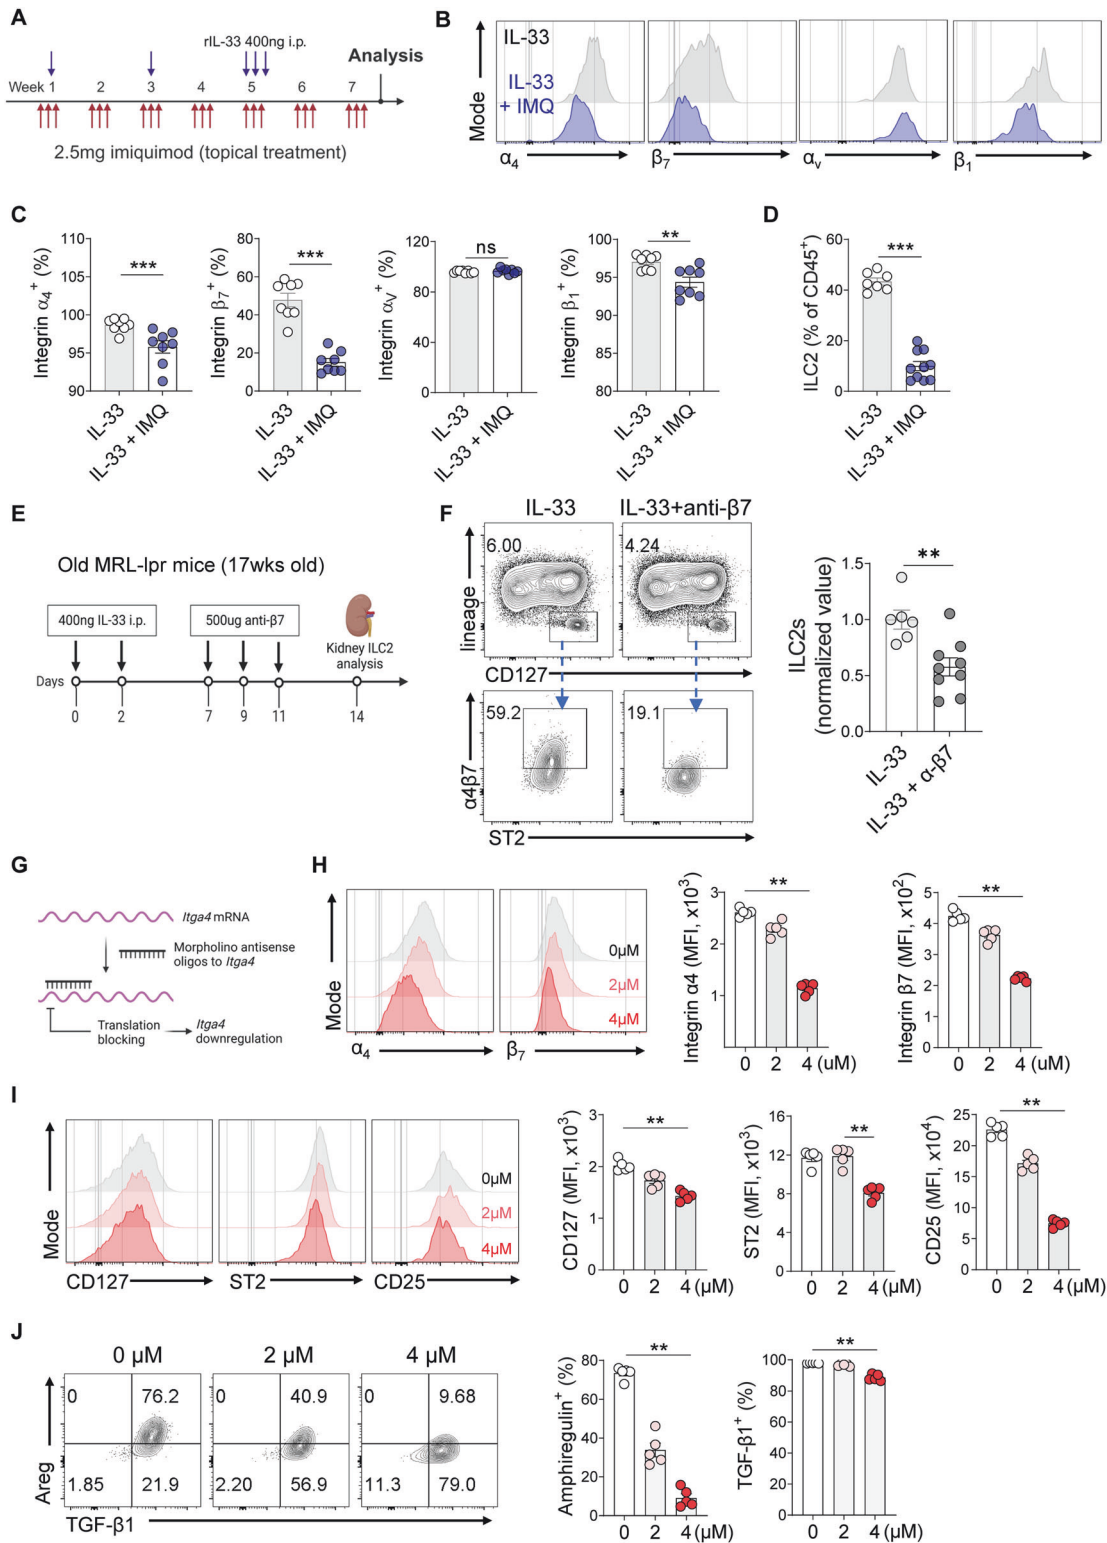 A
rIL-33 400ng i.p.
Analysis
Week 1 2 3 4 5 6 7
2.5mg imiquimod (topical treatment)
B
IL-33
IL-33
+ IMQ
Mode
α4
β7
αv
β1
C
Integrin α4+ (%)
110
105
100
95
90
***
IL-33
IL-33 + IMQ
Integrin β7+ (%)
80
60
40
20
0
***
IL-33
IL-33 + IMQ
Integrin αV+ (%)
120
80
40
0
ns
IL-33
IL-33 + IMQ
Integrin β1+ (%)
100
95
90
85
80
**
IL-33
IL-33 + IMQ
D
ILC2 (% of CD45+)
60
40
20
0
***
IL-33
IL-33 + IMQ
E
Old MRL-lpr mice (17wks old)
400ng IL-33 i.p.
500ug anti-β7
Kidney ILC2
analysis
Days
0 2 7 9 11 14
F
IL-33
IL-33+anti-β7
6.00
4.24
lineage
CD127
59.2
19.1
α4β7
ST2
ILC2s
(normalized value)
1.5
1.0
0.5
0.0
**
IL-33
IL-33 + α-β7
G
Itga4 mRNA
Morpholino antisense
oligos to Itga4
Translation
blocking
Itga4
downregulation
H
0μM
2μM
4μM
Mode
α4
β7
Integrin α4 (MFI, x10³)
3
2
1
**
0 2 4 (uM)
Integrin β7 (MFI, x10²)
5
4
3
2
1
0
**
0 2 4 (μM)
I
0μM
2μM
4μM
Mode
CD127
ST2
CD25
CD127 (MFI, x10³)
3
2
1
0
**
0 2 4 (μM)
ST2 (MFI, x10³)
16
12
8
4
0
**
0 2 4 (μM)
CD25 (MFI, x10⁴)
25
20
15
10
5
0
**
0 2 4 (μM)
J
0 μM
2 μM
4 μM
0 76.2
0 40.9
0 9.68
1.85 21.9
2.20 56.9
11.3 79.0
Areg
TGF-β1
Amphiregulin+ (%)
80
60
40
20
0
**
0 2 4 (μM)
TGF-β1+ (%)
100
80
60
40
20
0
**
0 2 4 (μM)